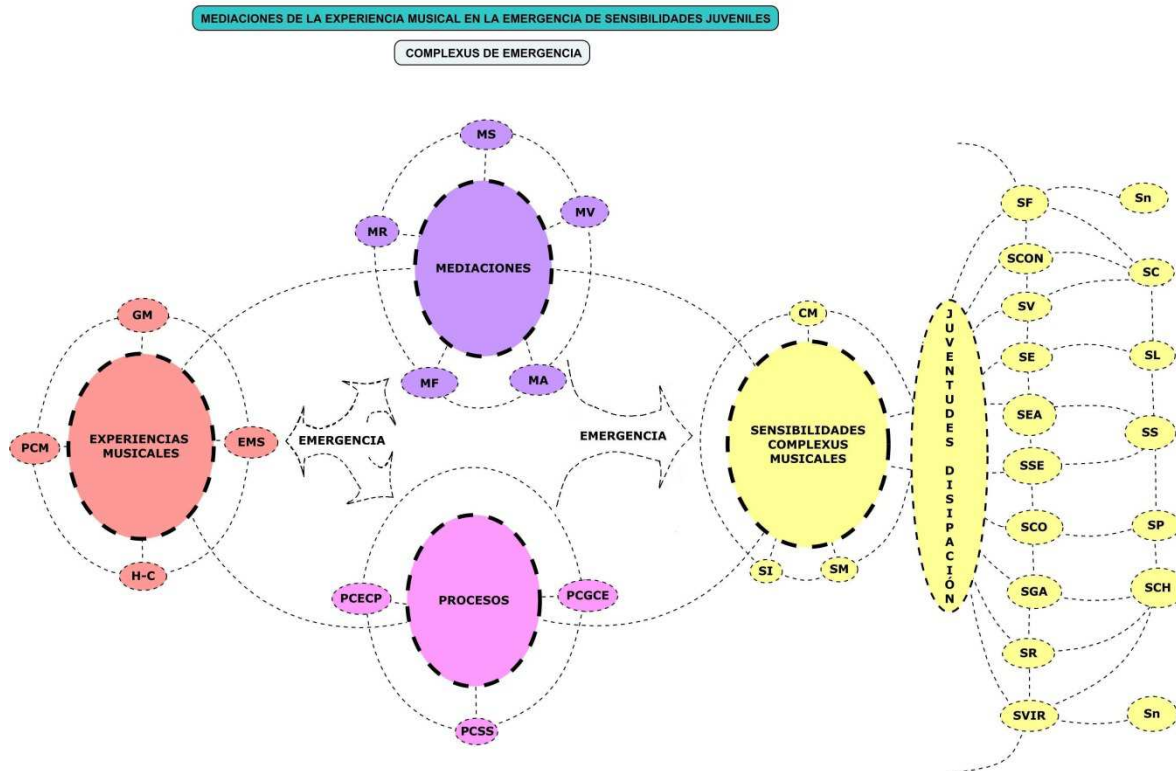 MEDIACIONES DE LA EXPERIENCIA MUSICAL EN LA EMERGENCIA DE SENSIBILIDADES JUVENILES
COMPLEXUS DE EMERGENCIA
MS
MV
MR
MEDIACIONES
MF
MA
GM
PCM
EXPERIENCIAS
MUSICALES
EMS
H-C
EMERGENCIA
EMERGENCIA
PCECP
PROCESOS
PCGCE
PCSS
CM
SENSIBILIDADES
COMPLEXUS
MUSICALES
SI
SM
JUVENTUDES DISIPACIÓN
SF
SCON
SV
SE
SEA
SSE
SCO
SGA
SR
SVIR
Sn
SC
SL
SS
SP
SCH
Sn